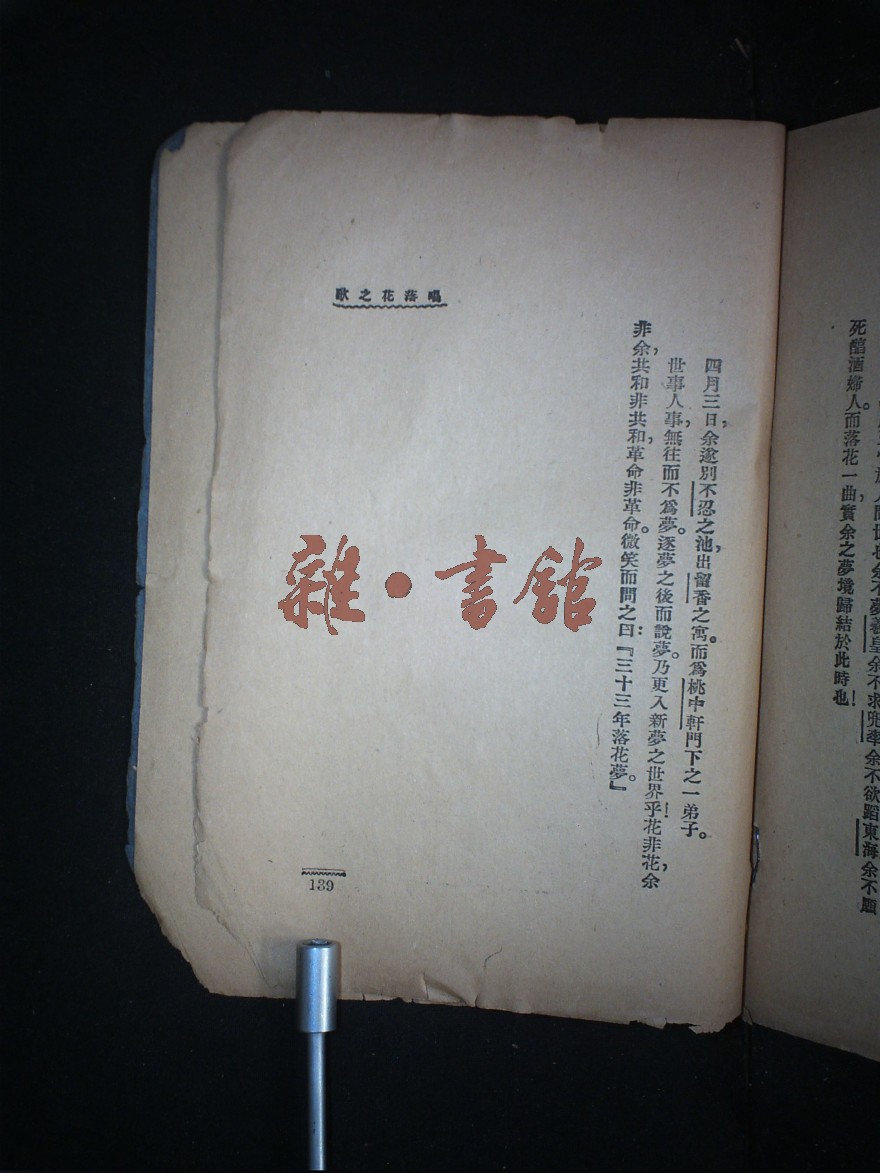 死醇酒婦人。而落花一曲，實余之夢境歸結於此時也！
四月三日，余遂別不忍之池，出留香之寓。而爲桃中軒門下之一弟子。
世事人事，無往而不爲夢。逐夢之後而說夢。乃更入新夢之世界乎！花非花，余
非余，共和非共和，革命非革命。微笑而問之曰：『三十三年落花夢。』
唱落花之歌
139
雜·書館